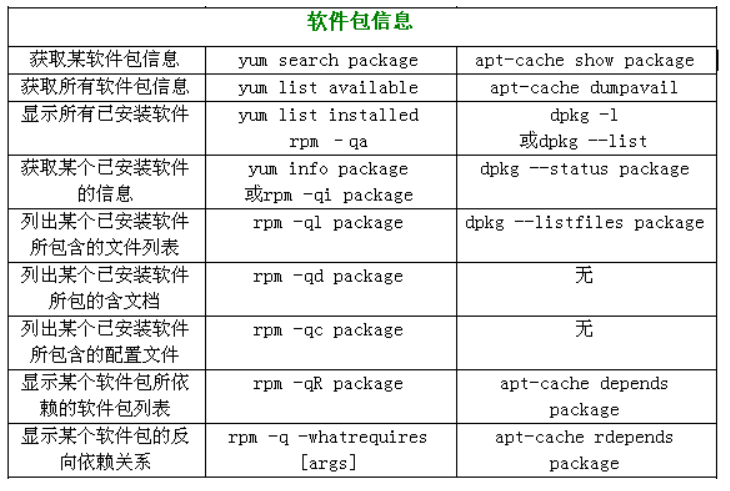 软件包信息
获取某软件包信息 yum search package apt-cache show package
获取所有软件包信息 yum list available apt-cache dumpavail
显示所有已安装软件 yum list installed dpkg -l
rpm -qa 或dpkg --list
获取某个已安装软件 yum info package dpkg --status package
的信息 或rpm -qi package
列出某个已安装软件 rpm -ql package dpkg --listfiles package
所包含的文件列表
列出某个已安装软件 rpm -qd package 无
所包的含文档
列出某个已安装软件 rpm -qc package 无
所包含的配置文件
显示某个软件包所依 rpm -qR package apt-cache depends
赖的软件包列表 package
显示某个软件包的反 rpm -q -whatrequires apt-cache rdepends
向依赖关系 [args] package